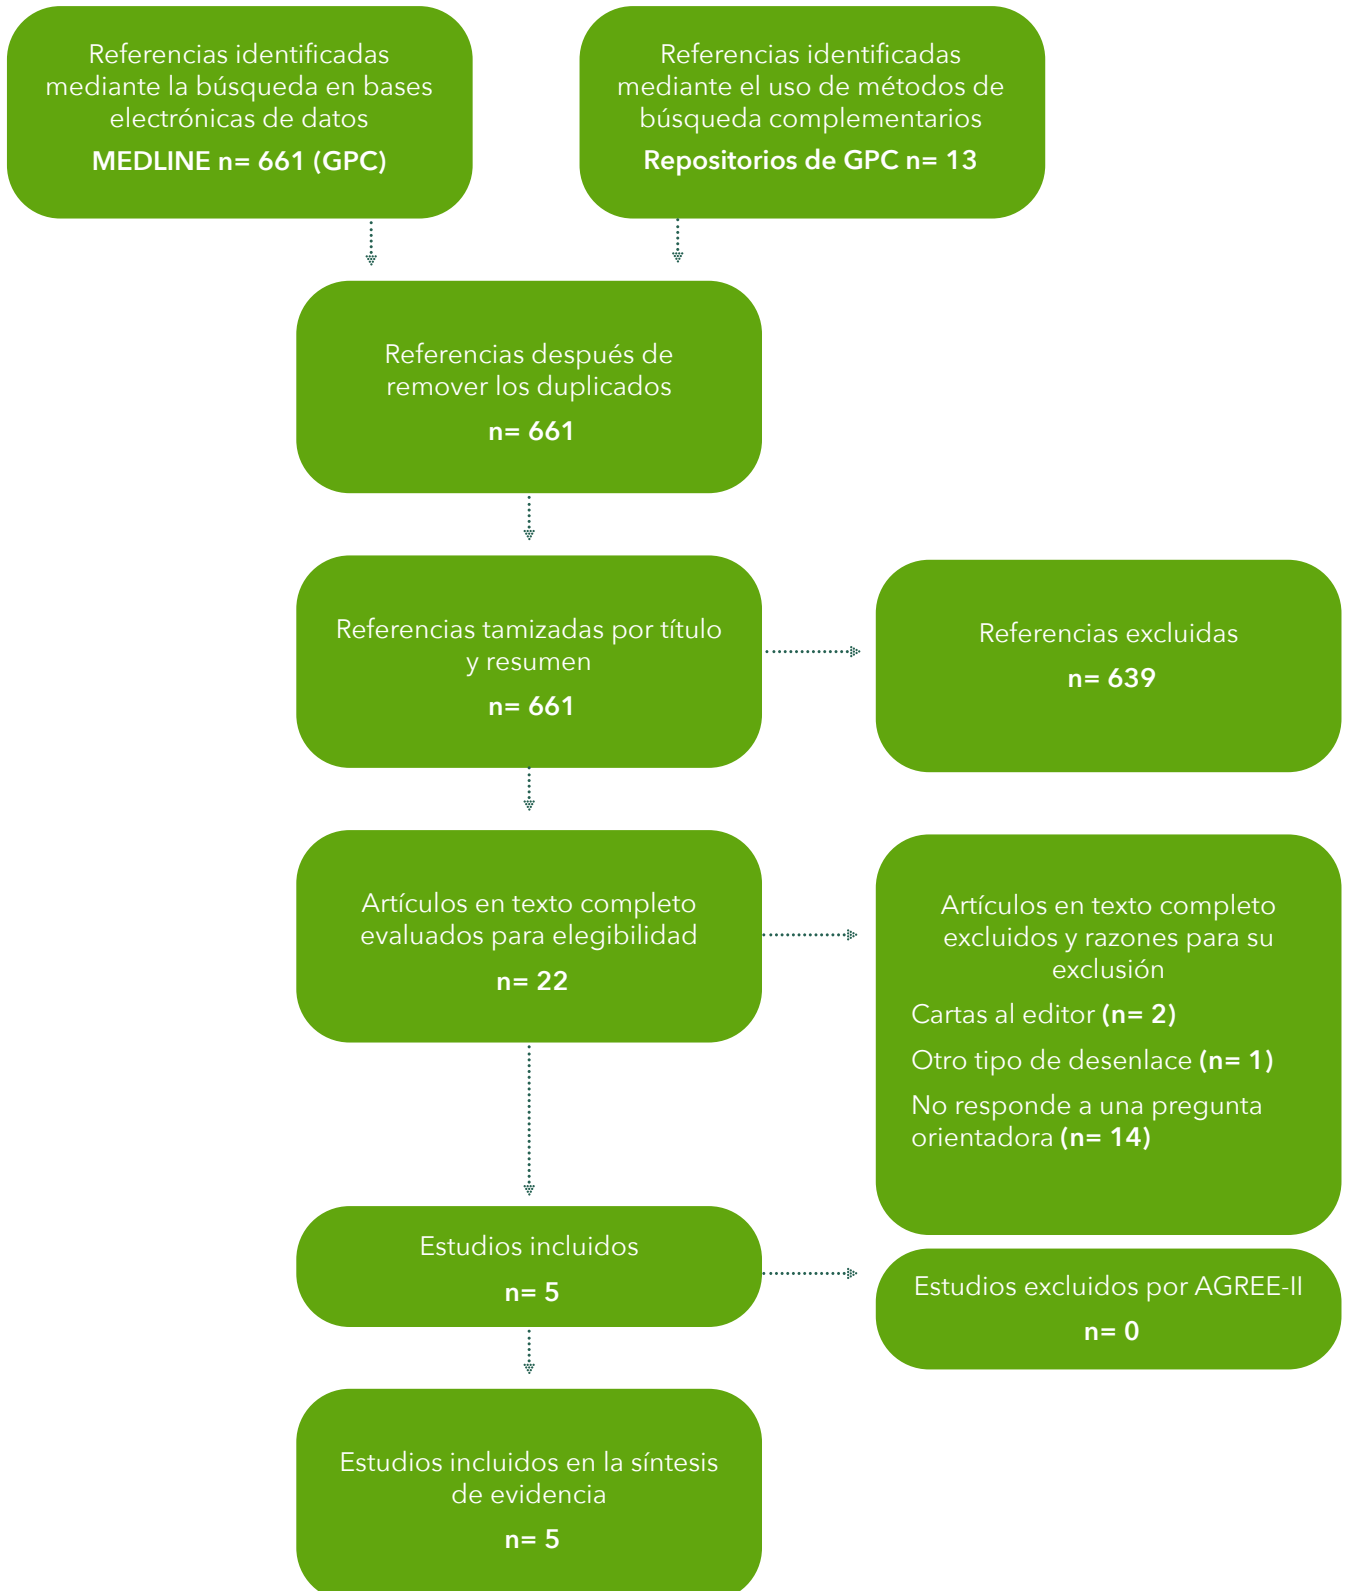 Referencias identificadas
mediante la búsqueda en bases
electrónicas de datos
MEDLINE n= 661 (GPC)
Referencias identificadas
mediante el uso de métodos de
búsqueda complementarios
Repositorios de GPC n= 13
Referencias después de
remover los duplicados
n= 661
Referencias tamizadas por título
y resumen
n= 661
Referencias excluidas
n= 639
Artículos en texto completo
evaluados para elegibilidad
n= 22
Artículos en texto completo
excluidos y razones para su
exclusión
Cartas al editor (n= 2)
Otro tipo de desenlace (n= 1)
No responde a una pregunta
orientadora (n= 14)
Estudios incluidos
n= 5
Estudios excluidos por AGREE-II
n= 0
Estudios incluidos en la síntesis
de evidencia
n= 5